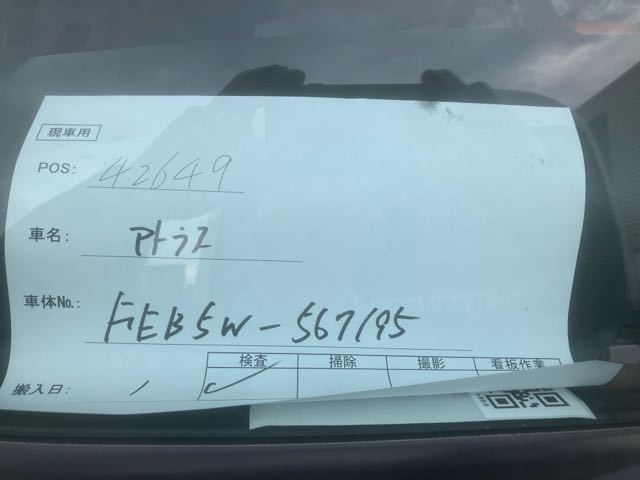 現車用
POS: 42649
車名: アトラス
車体No.: FEB5W-567195
検査 掃除 撮影 看板作業
搬入日: / ✓